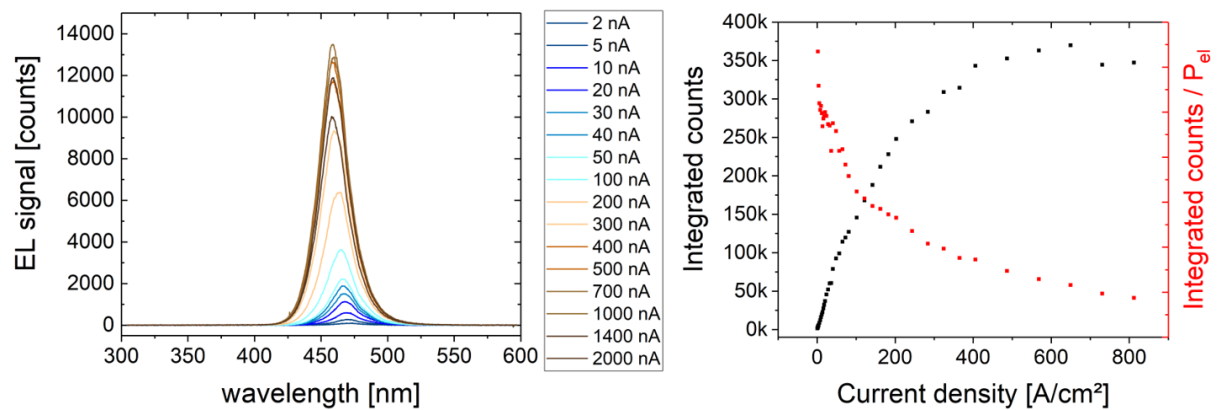 14000
12000
10000
8000
6000
4000
2000
0
EL signal [counts]
300 350 400 450 500 550 600
wavelength [nm]
2 nA
5 nA
10 nA
20 nA
30 nA
40 nA
50 nA
100 nA
200 nA
300 nA
400 nA
500 nA
700 nA
1000 nA
1400 nA
2000 nA
400k
350k
300k
250k
200k
150k
100k
50k
0k
Integrated counts
0 200 400 600 800
Current density [A/cm²]
Integrated counts / Pel